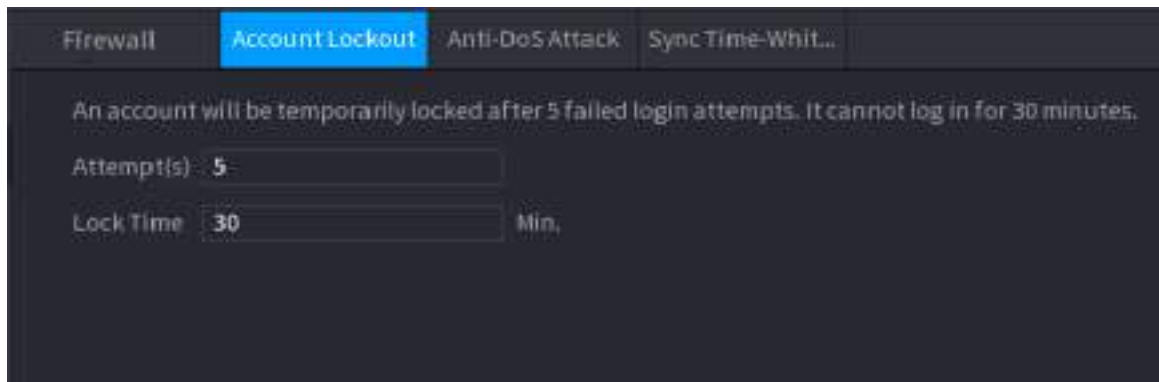 Firewall Account Lockout Anti-DoS Attack Sync Time-Whit...
An account will be temporarily locked after 5 failed login attempts. It cannot log in for 30 minutes.
Attempt(s) 5
Lock Time 30 Min.